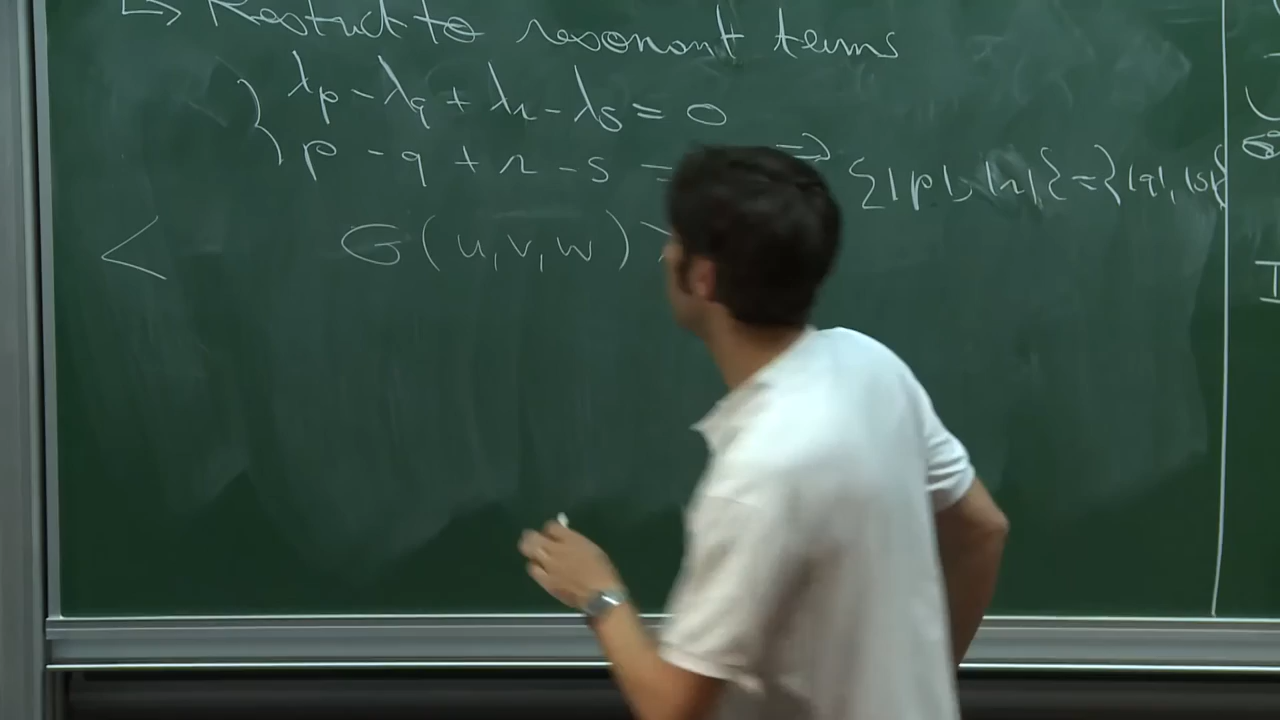 ↳ Restrict to resonant terms
{ λp - λq + λr - λs = 0
p - q + r - s = ⇒ {|p|, |r|} = {|q|, |s|}
< G(u, v, w) >